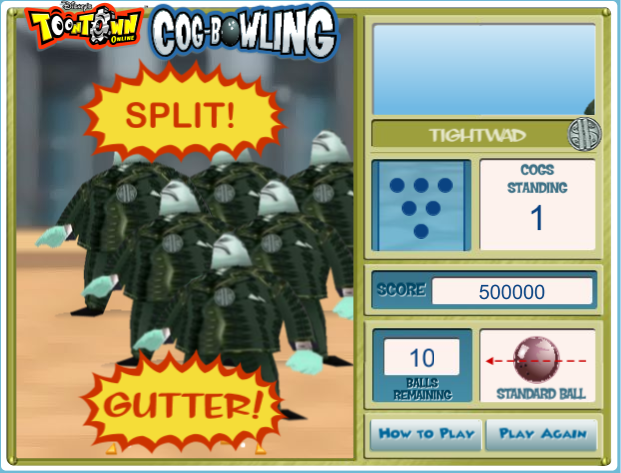 Disney's
TOONTOWN
ONLINE
COG-BOWLING
SPLIT!
GUTTER!
TIGHTWAD
COGS
STANDING
1
SCORE
500000
10
BALLS
REMAINING
STANDARD BALL
HOW TO PLAY
PLAY AGAIN